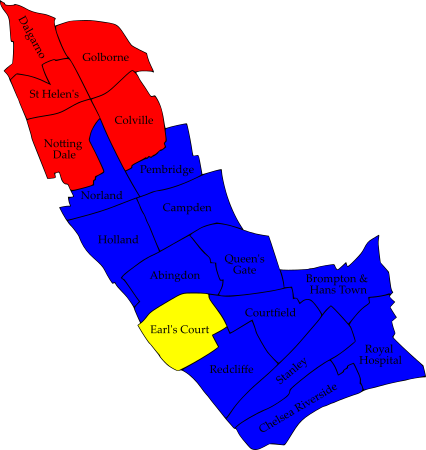 Dalgarno
Golborne
St Helen's
Colville
Notting
Dale
Pembridge
Norland
Campden
Holland
Queen's
Gate
Abingdon
Brompton &
Hans Town
Courtfield
Earl's Court
Royal
Hospital
Redcliffe
Stanley
Chelsea Riverside